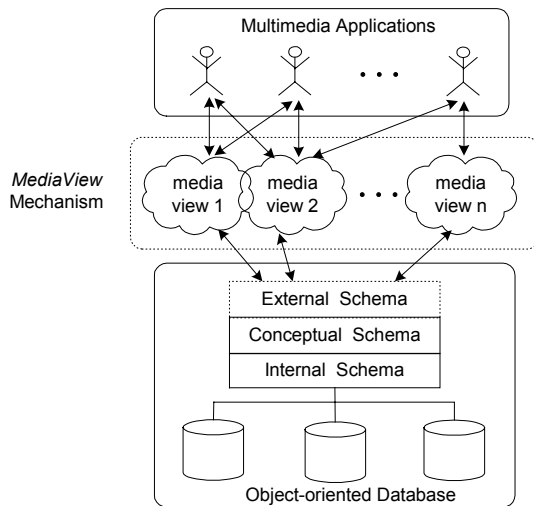 Multimedia Applications
MediaView
Mechanism
media
view 1
media
view 2
media
view n
External Schema
Conceptual Schema
Internal Schema
Object-oriented Database